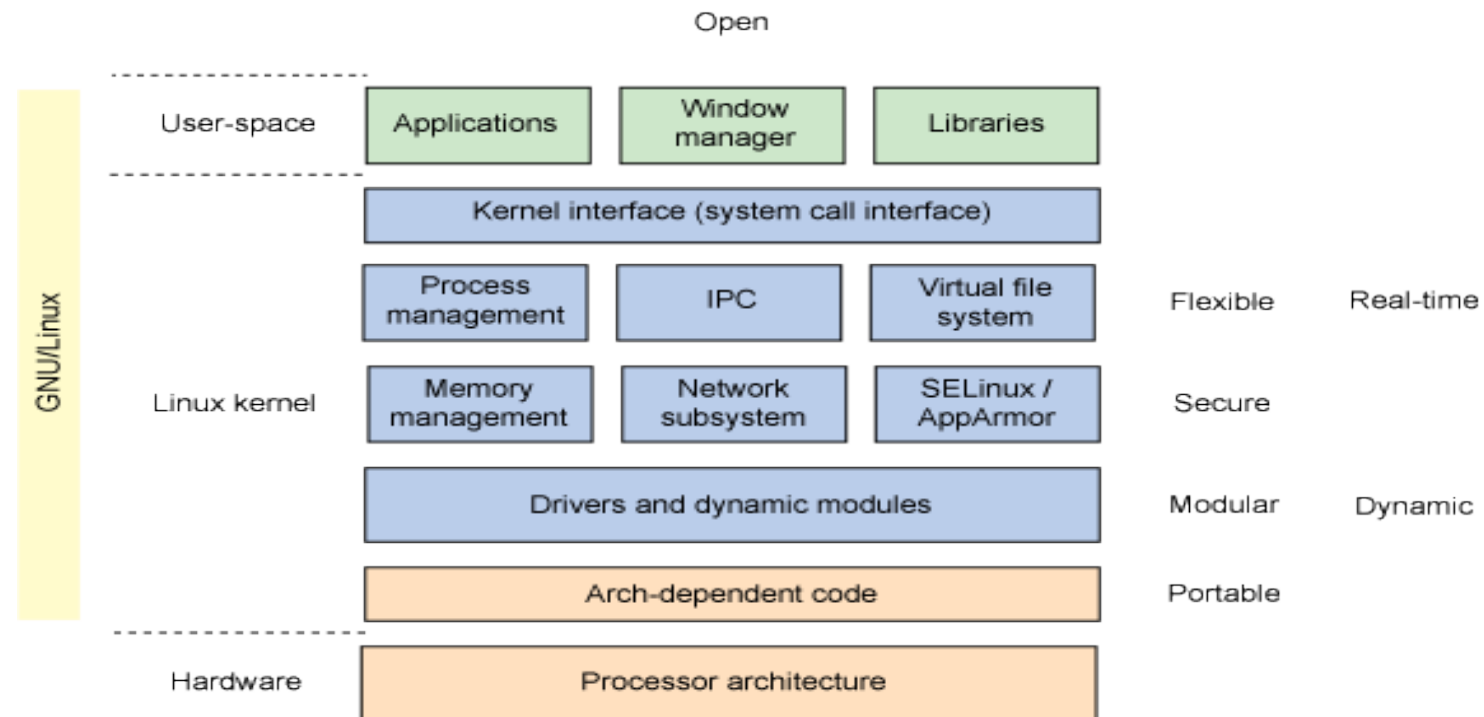 Open
User-space
Applications
Window
manager
Libraries
Kernel interface (system call interface)
GNU/Linux
Linux kernel
Process
management
IPC
Virtual file
system
Flexible
Real-time
Memory
management
Network
subsystem
SELinux /
AppArmor
Secure
Drivers and dynamic modules
Modular
Dynamic
Arch-dependent code
Portable
Hardware
Processor architecture